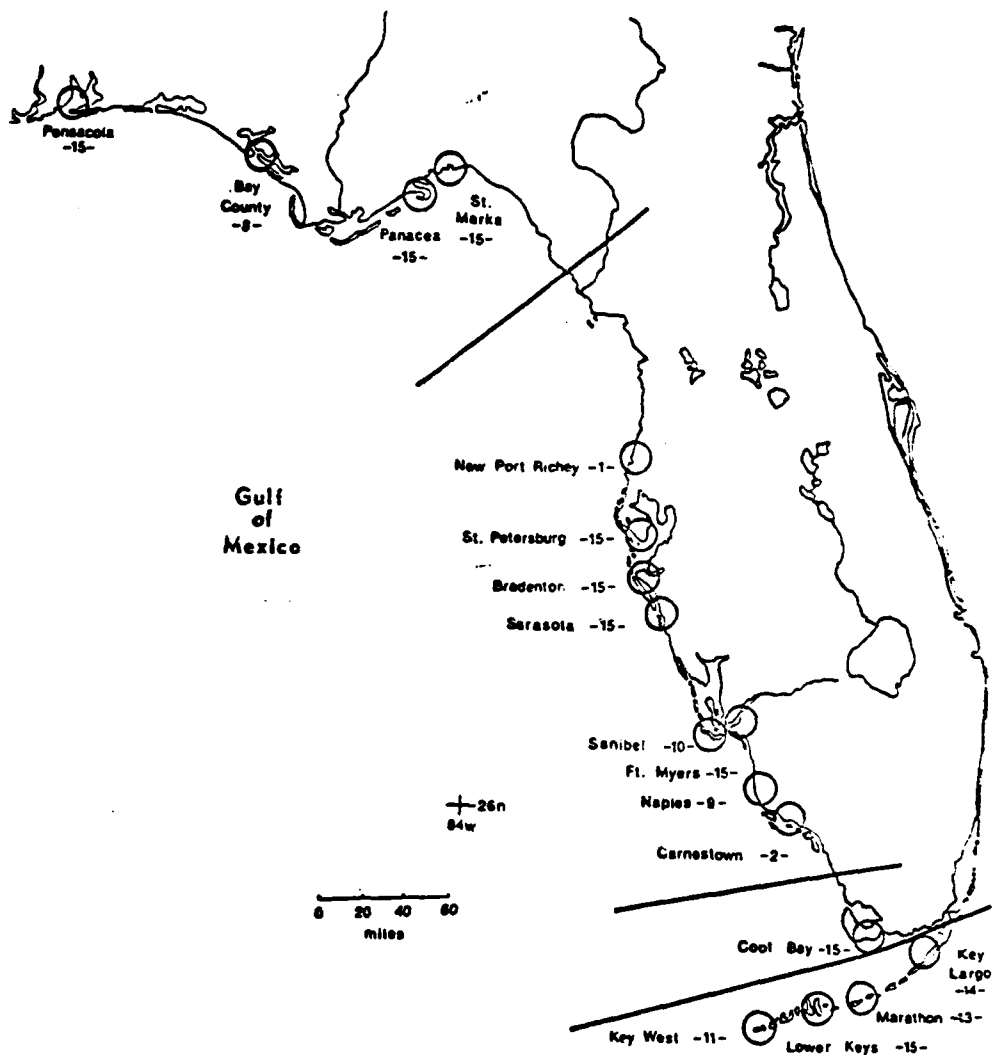 Pensacola
-15-
Bay
County
-8-
Panacea
-15-
St.
Marks
-15-
New Port Richey -1-
Gulf
of
Mexico
St. Petersburg -15-
Bradenton -15-
Sarasota -15-
Sanibel -10-
Ft. Myers -15-
Naples -9-
26n
84w
Carnestown -2-
0 20 40 60
miles
Coot Bay -15-
Key
Largo
-14-
Marathon -13-
Key West -11-
Lower Keys -15-